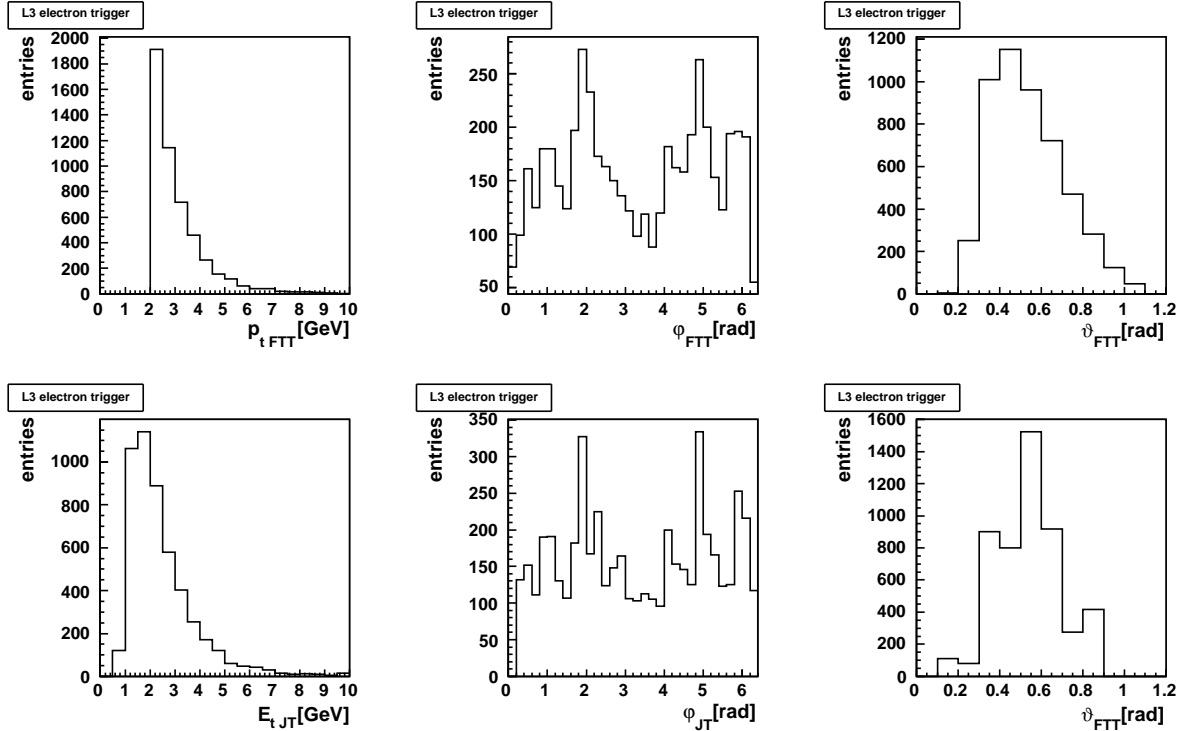 L3 electron trigger
entries
2000
1800
1600
1400
1200
1000
800
600
400
200
0
0 1 2 3 4 5 6 7 8 9 10
p t FTT [GeV]
L3 electron trigger
entries
250
200
150
100
50
0 1 2 3 4 5 6
φ FTT [rad]
L3 electron trigger
entries
1200
1000
800
600
400
200
0
0 0.2 0.4 0.6 0.8 1 1.2
ϑ FTT [rad]
L3 electron trigger
entries
1000
800
600
400
200
0
0 1 2 3 4 5 6 7 8 9 10
E t JT [GeV]
L3 electron trigger
entries
350
300
250
200
150
100
50
0
0 1 2 3 4 5 6
φ JT [rad]
L3 electron trigger
entries
1600
1400
1200
1000
800
600
400
200
0
0 0.2 0.4 0.6 0.8 1 1.2
ϑ FTT [rad]